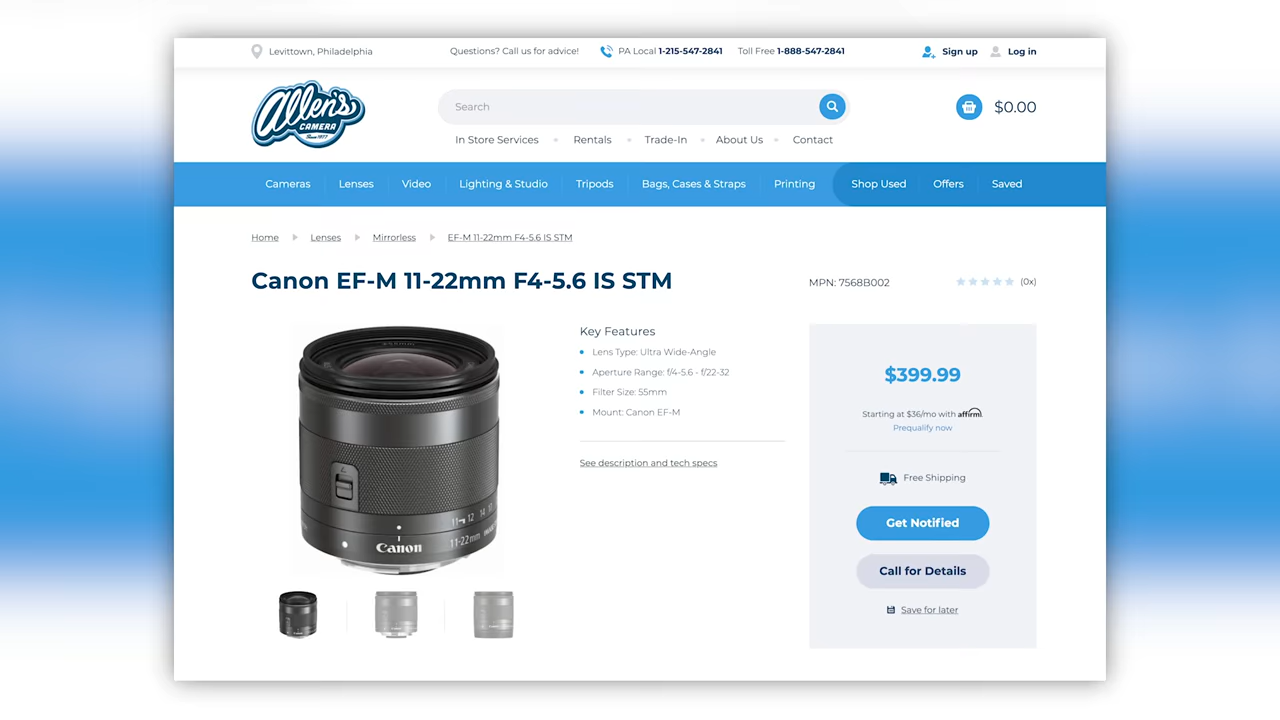 Levittown, Philadelphia
Questions? Call us for advice!
PA Local 1-215-547-2841
Toll Free 1-888-547-2841
Sign up
Log in
Allen's
CAMERA
Since 1977
Search
$0.00
In Store Services
Rentals
Trade-In
About Us
Contact
Cameras
Lenses
Video
Lighting & Studio
Tripods
Bags, Cases & Straps
Printing
Shop Used
Offers
Saved
Home
Lenses
Mirrorless
EF-M 11-22mm F4-5.6 IS STM
Canon EF-M 11-22mm F4-5.6 IS STM
MPN: 7568B002
(0x)
Key Features
Lens Type: Ultra Wide-Angle
Aperture Range: f/4-5.6 - f/22-32
Filter Size: 55mm
Mount: Canon EF-M
See description and tech specs
$399.99
Starting at $36/mo with affirm.
Prequalify now
Free Shipping
Get Notified
Call for Details
Save for later
11 12 14
Canon
11-22mm